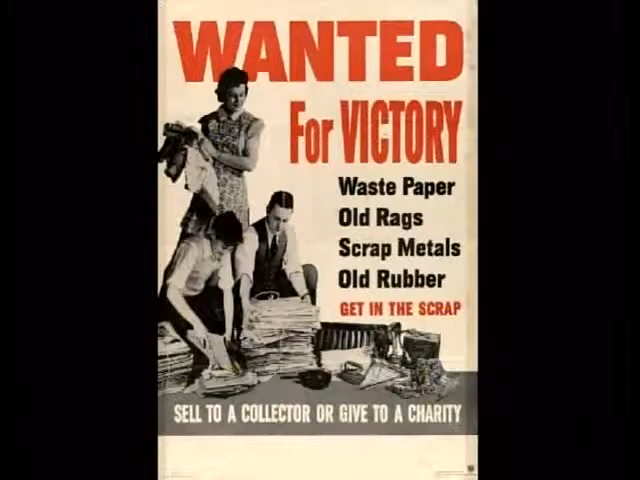 WANTED
For VICTORY
Waste Paper
Old Rags
Scrap Metals
Old Rubber
GET IN THE SCRAP
SELL TO A COLLECTOR OR GIVE TO A CHARITY